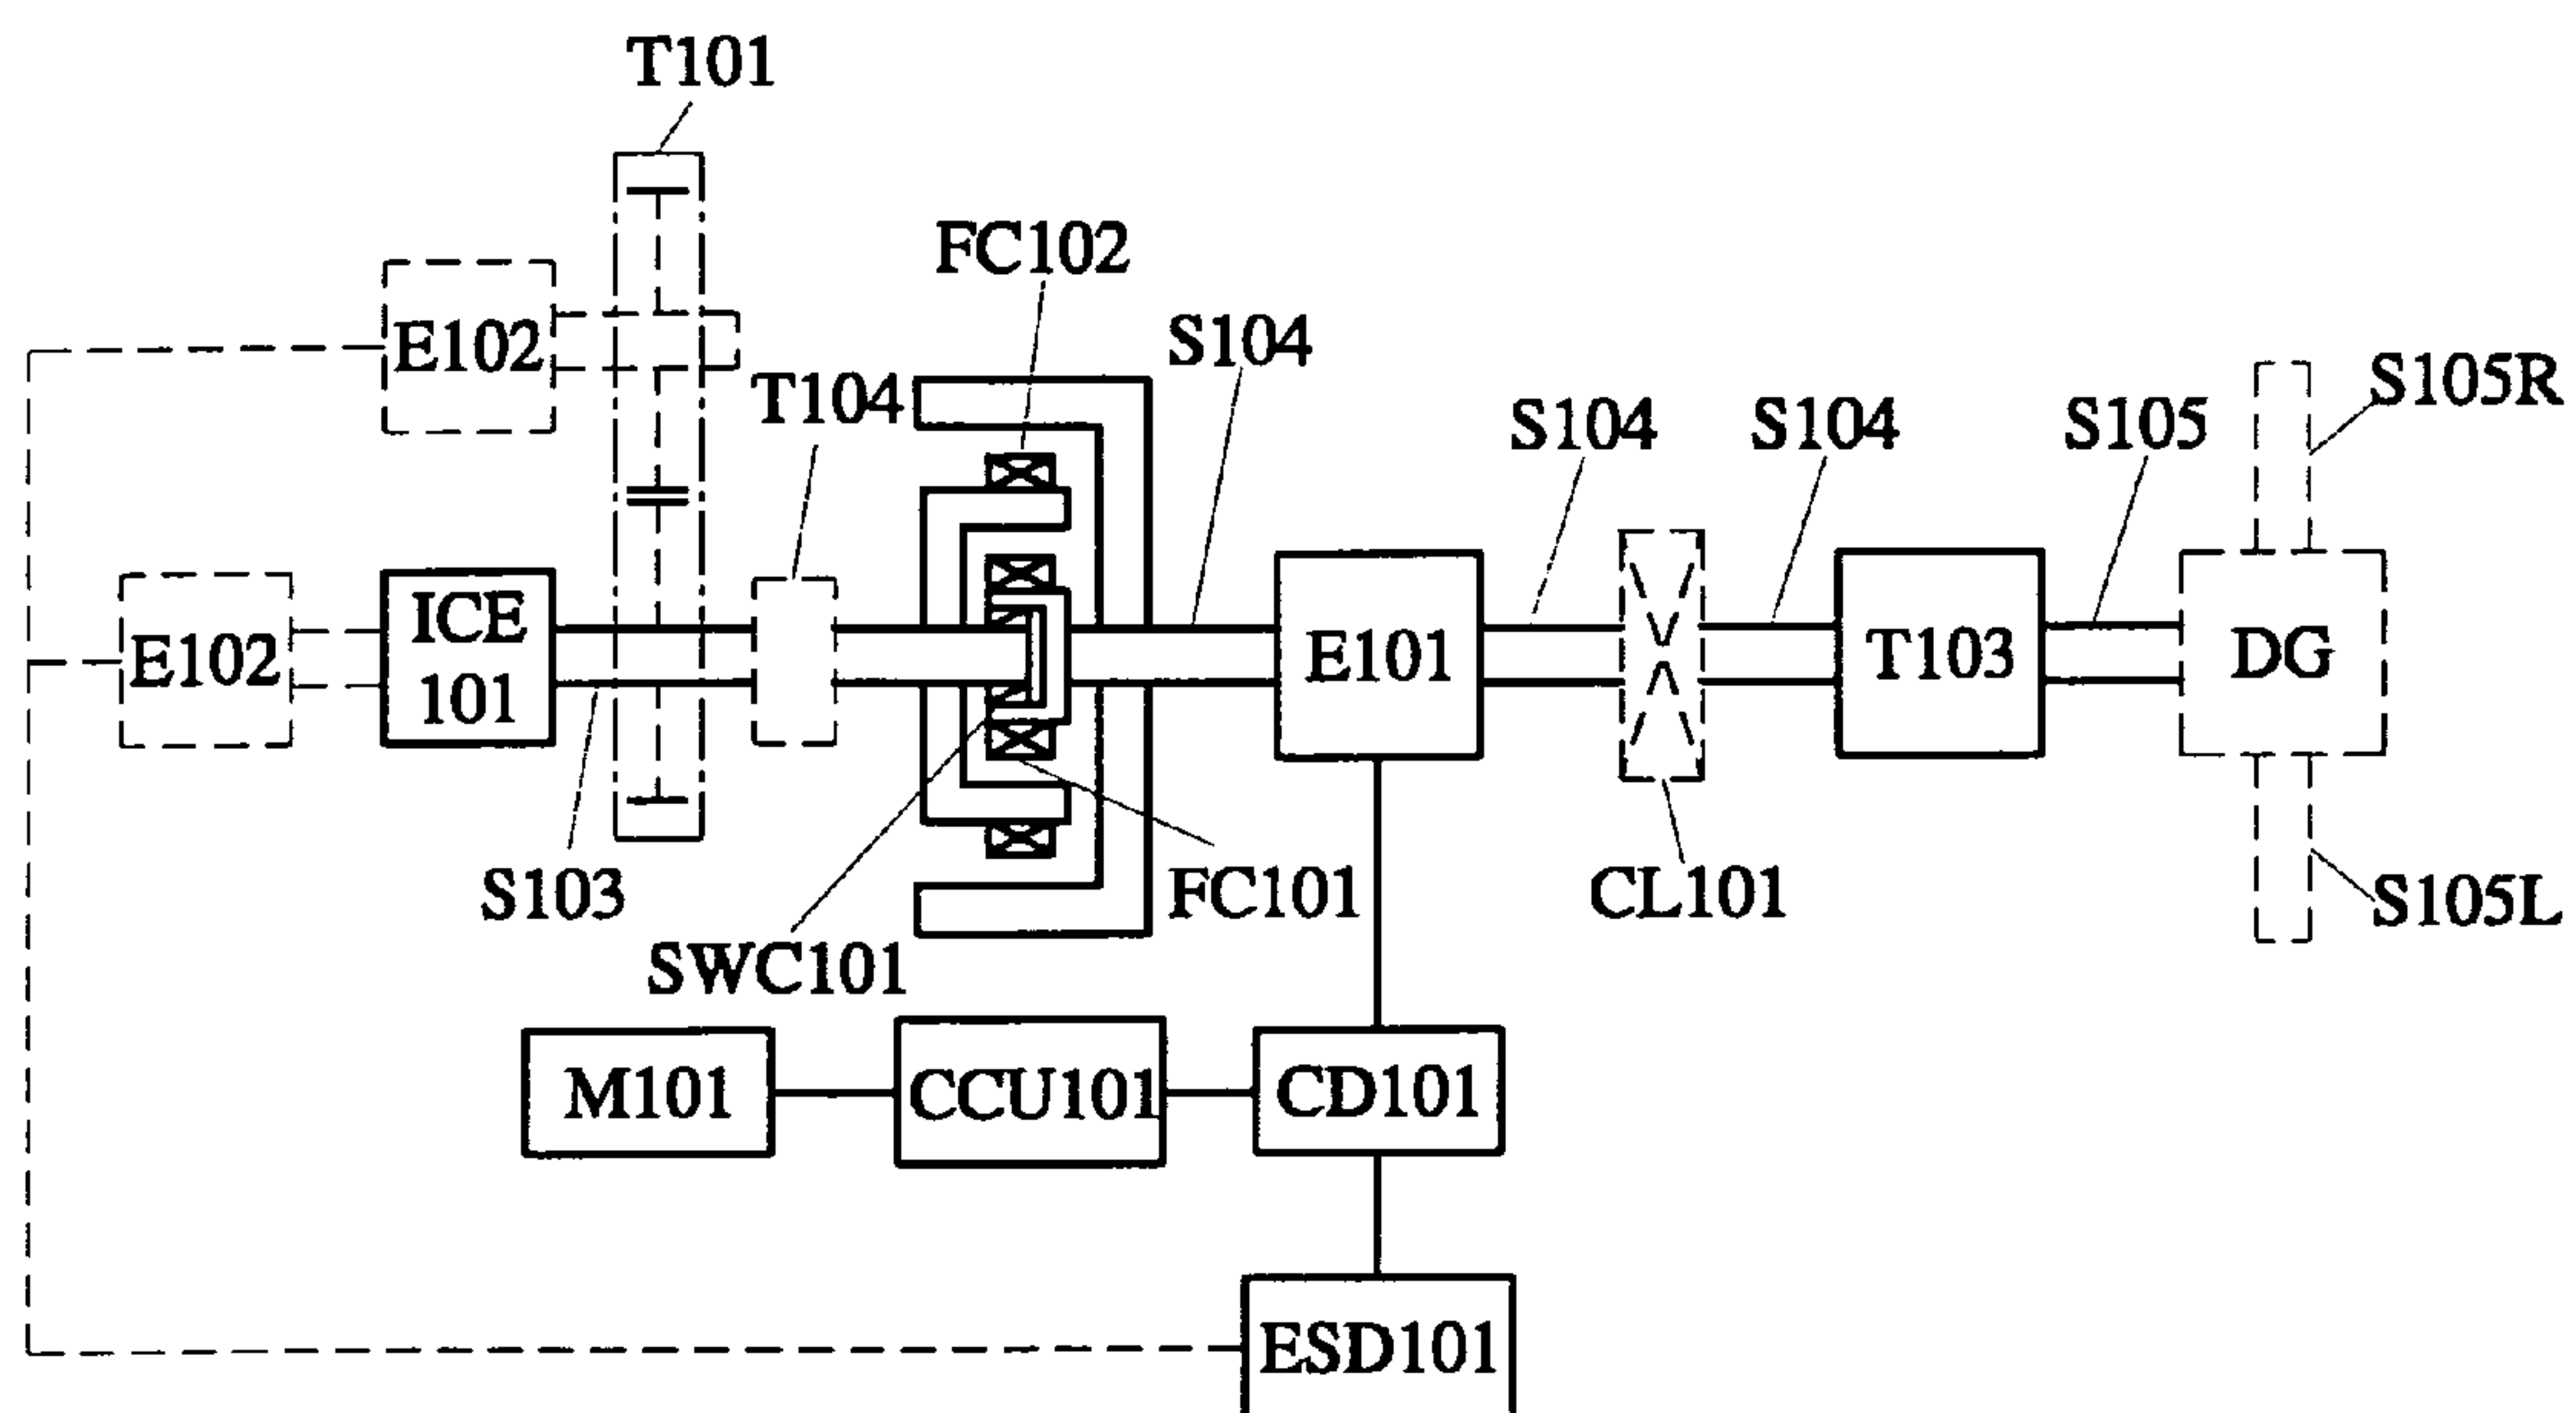 T101
FC102
E102
S104
T104
S105R
S104
S104
S105
ICE
101
E102
E101
T103
DG
S103
FC101
CL101
S105L
SWC101
M101
CCU101
CD101
ESD101